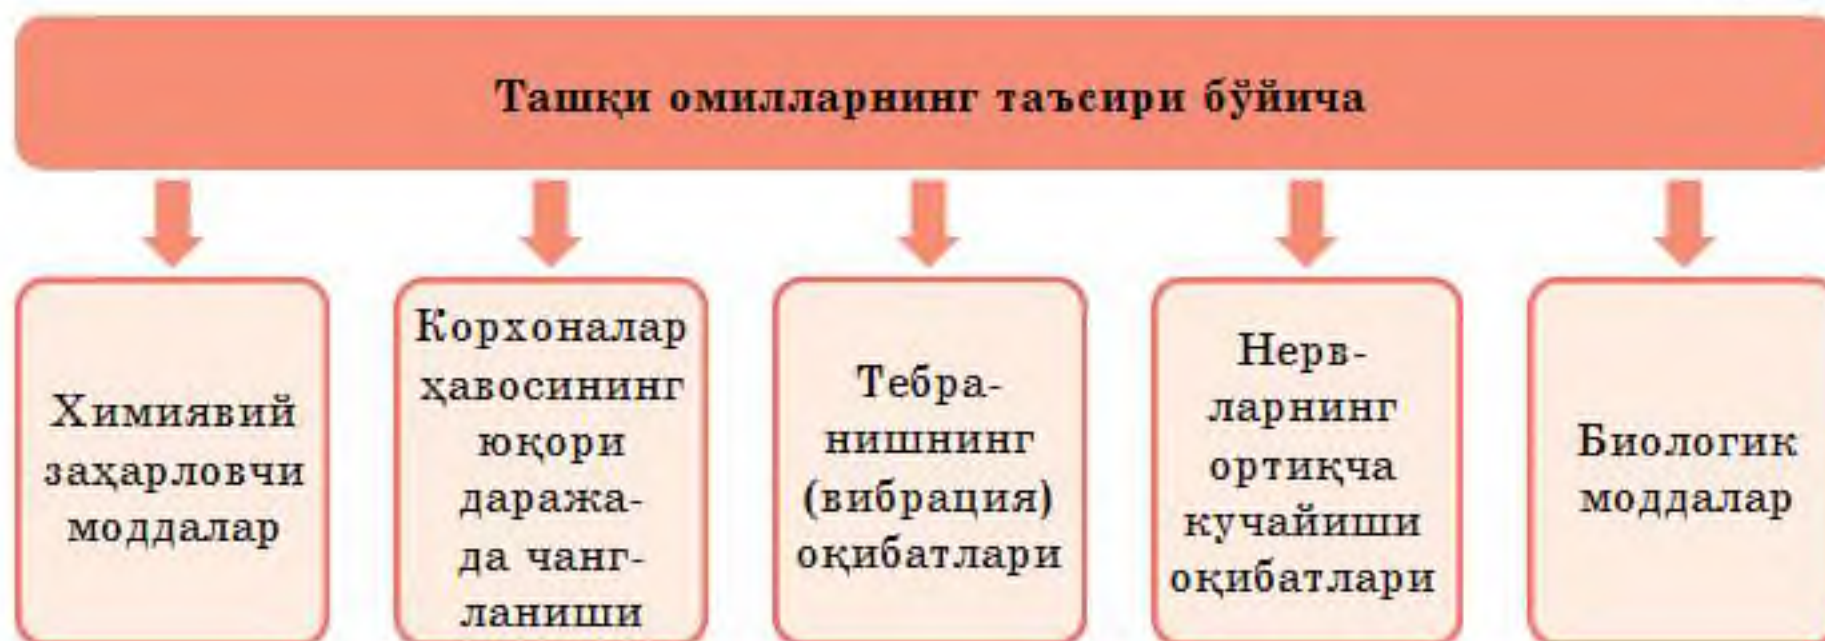 Ташқи омилларнинг таъсири бўйича
Химиявий
заҳарловчи
моддалар
Корхоналар
ҳавосининг
юқори
даража-
да чанг-
ланиши
Тебра-
нишнинг
(вибрация)
оқибатлари
Нерв-
ларнинг
ортиқча
кучайиши
оқибатлари
Биологик
моддалар